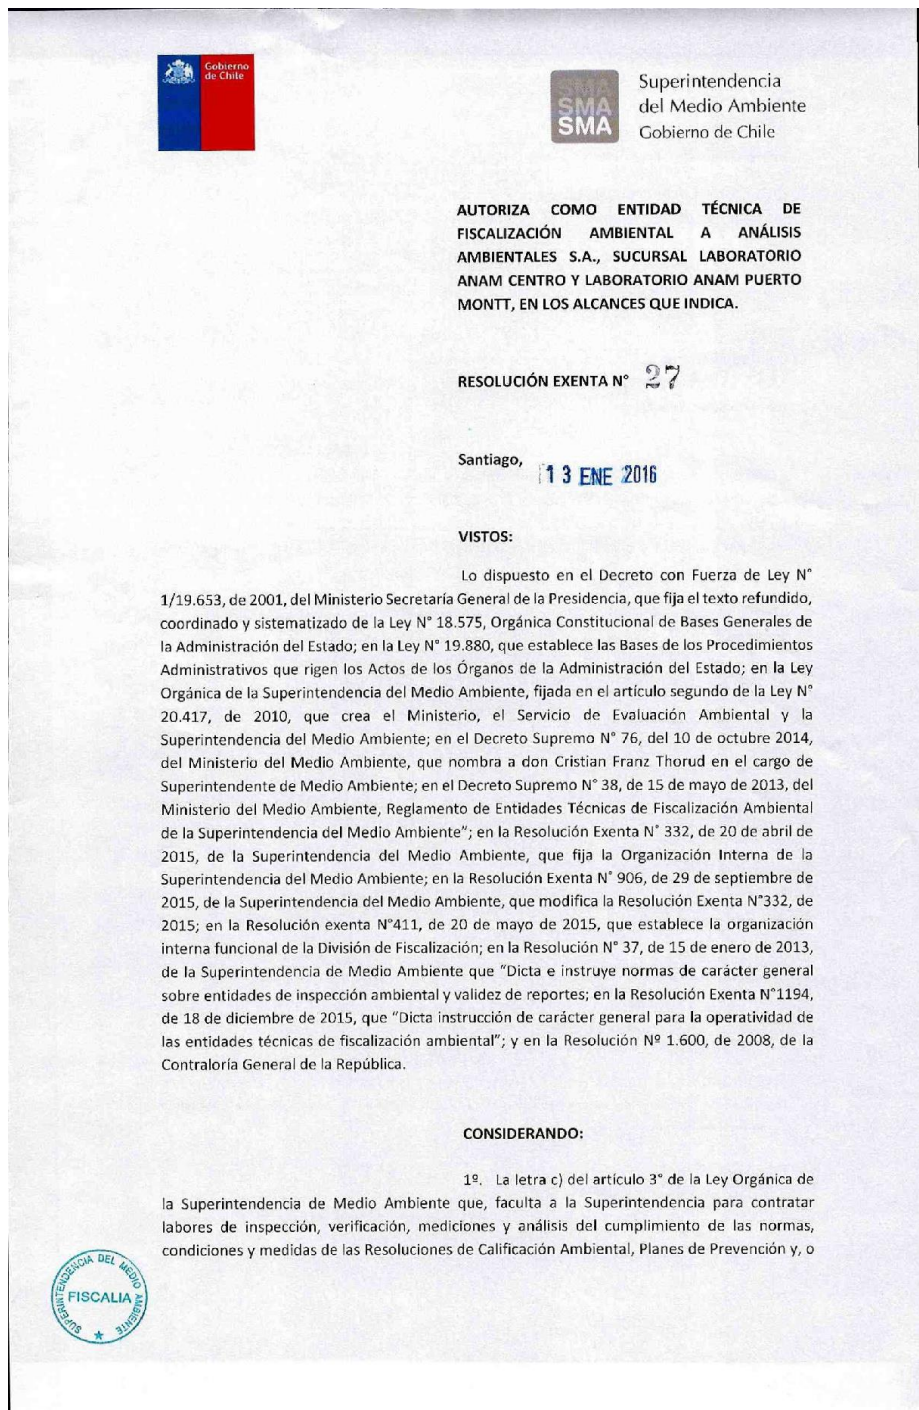 Gobierno
de Chile
SMA
SMA
SMA
Superintendencia
del Medio Ambiente
Gobierno de Chile
AUTORIZA COMO ENTIDAD TÉCNICA DE
FISCALIZACIÓN AMBIENTAL A ANÁLISIS
AMBIENTALES S.A., SUCURSAL LABORATORIO
ANAM CENTRO Y LABORATORIO ANAM PUERTO
MONTT, EN LOS ALCANCES QUE INDICA.
RESOLUCIÓN EXENTA N° 27
Santiago,
13 ENE 2016
VISTOS:
Lo dispuesto en el Decreto con Fuerza de Ley N°
1/19.653, de 2001, del Ministerio Secretaría General de la Presidencia, que fija el texto refundido,
coordinado y sistematizado de la Ley N° 18.575, Orgánica Constitucional de Bases Generales de
la Administración del Estado; en la Ley N° 19.880, que establece las Bases de los Procedimientos
Administrativos que rigen los Actos de los Órganos de la Administración del Estado; en la Ley
Orgánica de la Superintendencia del Medio Ambiente, fijada en el artículo segundo de la Ley N°
20.417, de 2010, que crea el Ministerio, el Servicio de Evaluación Ambiental y la
Superintendencia del Medio Ambiente; en el Decreto Supremo N° 76, del 10 de octubre 2014,
del Ministerio del Medio Ambiente, que nombra a don Cristian Franz Thorud en el cargo de
Superintendente de Medio Ambiente; en el Decreto Supremo N° 38, de 15 de mayo de 2013, del
Ministerio del Medio Ambiente, Reglamento de Entidades Técnicas de Fiscalización Ambiental
de la Superintendencia del Medio Ambiente"; en la Resolución Exenta N° 332, de 20 de abril de
2015, de la Superintendencia del Medio Ambiente, que fija la Organización Interna de la
Superintendencia del Medio Ambiente; en la Resolución Exenta N° 906, de 29 de septiembre de
2015, de la Superintendencia del Medio Ambiente, que modifica la Resolución Exenta N°332, de
2015; en la Resolución exenta N°411, de 20 de mayo de 2015, que establece la organización
interna funcional de la División de Fiscalización; en la Resolución N° 37, de 15 de enero de 2013,
de la Superintendencia de Medio Ambiente que "Dicta e instruye normas de carácter general
sobre entidades de inspección ambiental y validez de reportes; en la Resolución Exenta N°1194,
de 18 de diciembre de 2015, que "Dicta instrucción de carácter general para la operatividad de
las entidades técnicas de fiscalización ambiental"; y en la Resolución Nº 1.600, de 2008, de la
Contraloría General de la República.
CONSIDERANDO:
1º. La letra c) del artículo 3° de la Ley Orgánica de
la Superintendencia de Medio Ambiente que, faculta a la Superintendencia para contratar
labores de inspección, verificación, mediciones y análisis del cumplimiento de las normas,
condiciones y medidas de las Resoluciones de Calificación Ambiental, Planes de Prevención y, o
SUPERINTENDENCIA DEL MEDIO AMBIENTE
FISCALIA